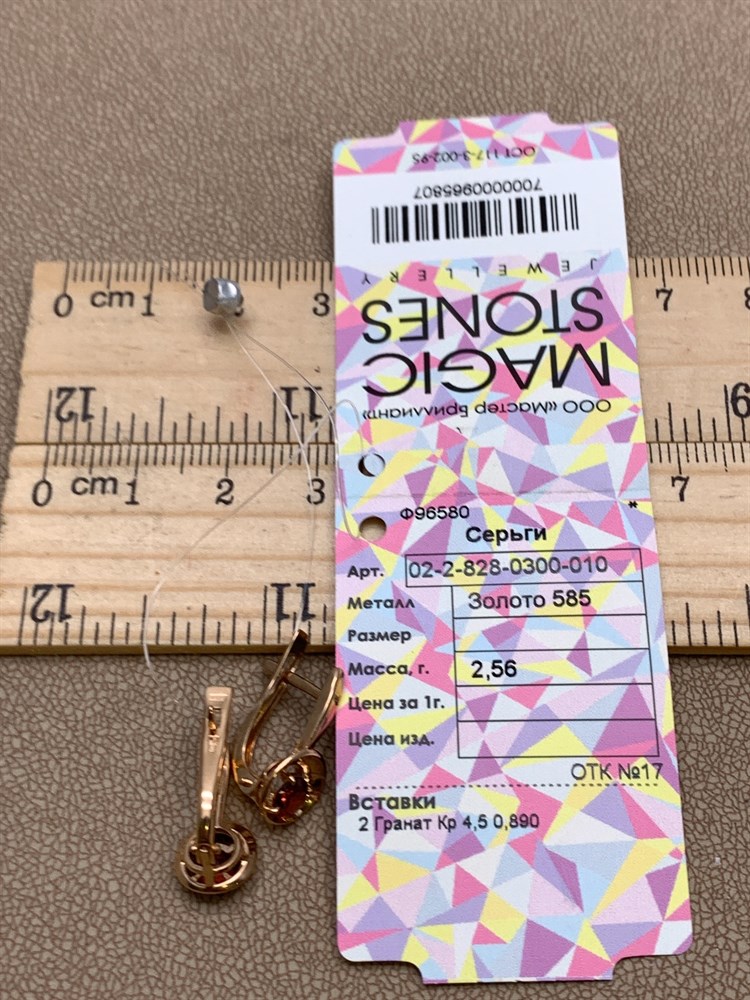 ОСТ 117-3-002-95
7000000965807
JEWELLERY
STONES
MAGIC
ООО «Мастер Бриллиант»
0 cm 1 3 7 8
12 11 6
0 cm 1 2 3 7
12 11
Ф96580
*
Серьги
Арт. 02-2-828-0300-010
Металл Золото 585
Размер
Масса, г. 2,56
Цена за 1г.
Цена изд.
ОТК №17
Вставки
2 Гранат Кр 4,5 0,890